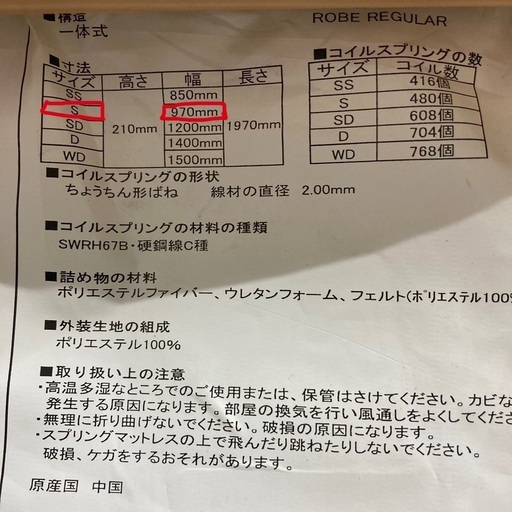 ■構造
一体式
ROBE REGULAR
■寸法
サイズ 高さ 幅 長さ
SS 850mm
S 970mm
SD 210mm 1200mm 1970mm
D 1400mm
WD 1500mm
■コイルスプリングの数
サイズ コイル数
SS 416個
S 480個
SD 608個
D 704個
WD 768個
■コイルスプリングの形状
ちょうちん形ばね 線材の直径 2.00mm
■コイルスプリングの材料の種類
SWRH67B・硬鋼線C種
■詰め物の材料
ポリエステルファイバー、ウレタンフォーム、フェルト(ポリエステル100%
■外装生地の組成
ポリエステル100%
■取り扱い上の注意
・高温多湿なところでのご使用または、保管はさけてください。カビな
発生する原因になります。部屋の換気を行い風通しをよくしてくださ
・無理に折り曲げないでください。破損の原因になります。
・スプリングマットレスの上で飛んだり跳ねたりしないでください。
破損、ケガをするおそれがあります。
原産国 中国